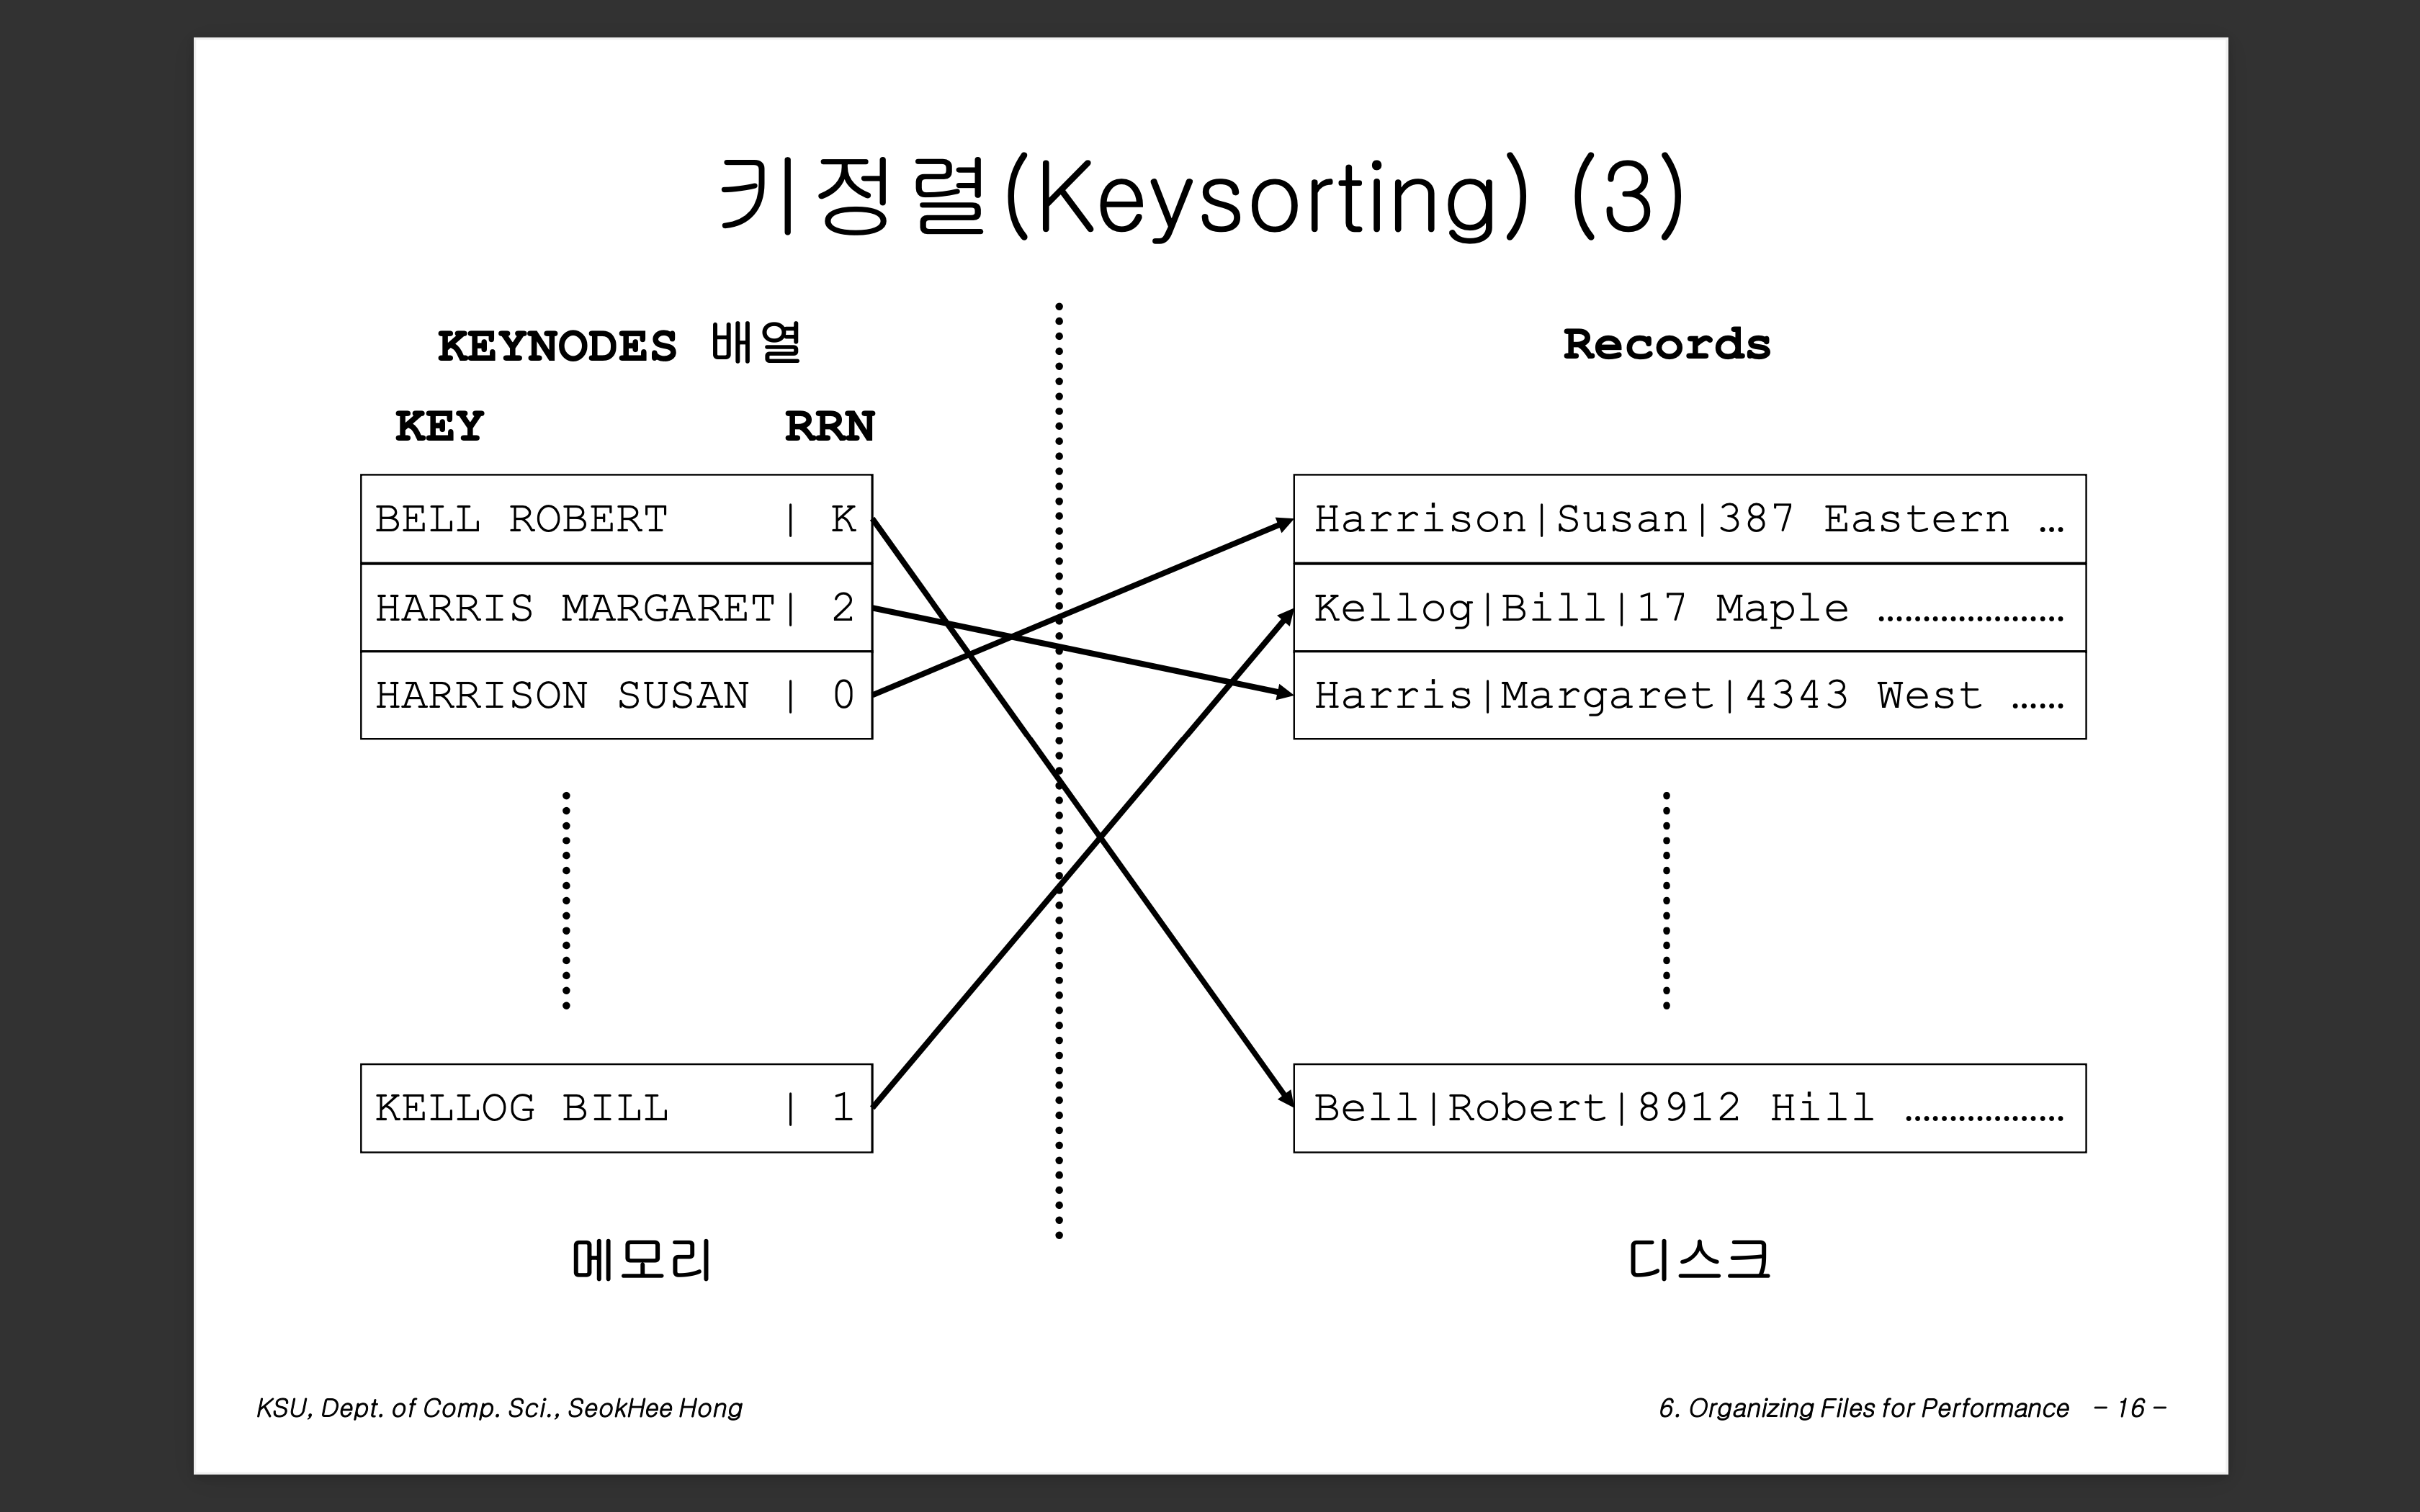 키정렬(Keysorting) (3)
KEYNODES 배열
KEY RRN
BELL ROBERT | K
HARRIS MARGARET| 2
HARRISON SUSAN | 0
KELLOG BILL | 1
메모리
Records
Harrison|Susan|387 Eastern …
Kellog|Bill|17 Maple …………………
Harris|Margaret|4343 West ……
Bell|Robert|8912 Hill ………………
디스크
KSU, Dept. of Comp. Sci., SeokHee Hong
6. Organizing Files for Performance - 16 -